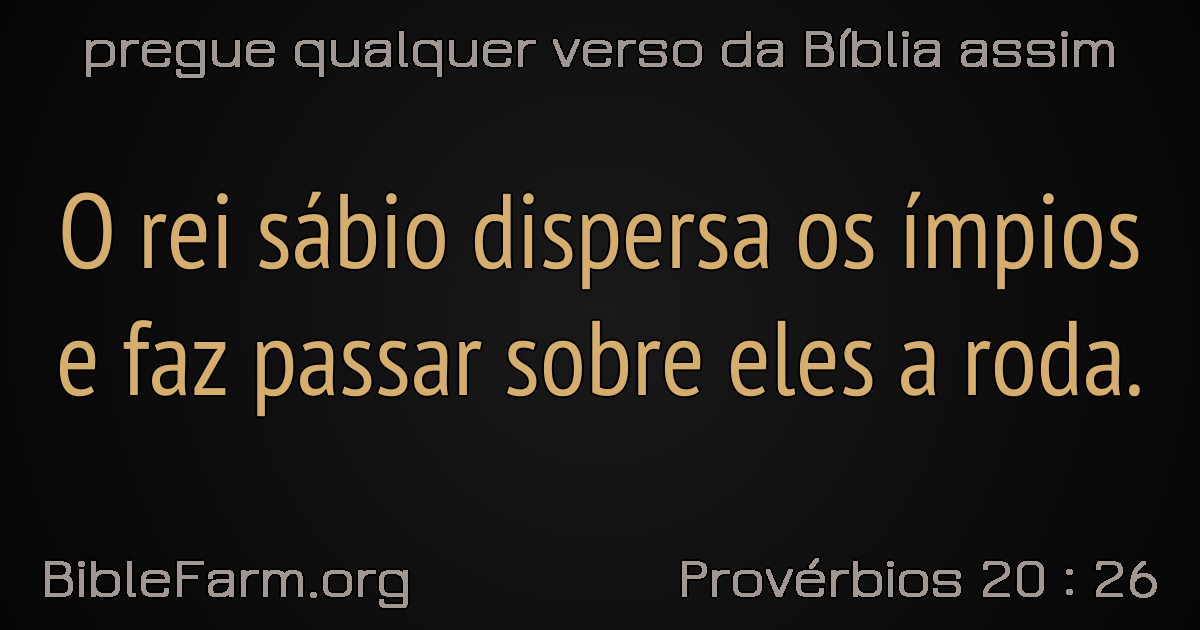 pregue qualquer verso da Bíblia assim
O rei sábio dispersa os ímpios
e faz passar sobre eles a roda.
BibleFarm.org
Provérbios 20 : 26